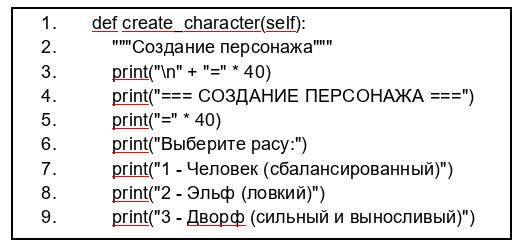 1. def create_character(self):
2. """Создание персонажа"""
3. print("\n" + "=" * 40)
4. print("=== СОЗДАНИЕ ПЕРСОНАЖА ===")
5. print("=" * 40)
6. print("Выберите расу:")
7. print("1 - Человек (сбалансированный)")
8. print("2 - Эльф (ловкий)")
9. print("3 - Дворф (сильный и выносливый)")